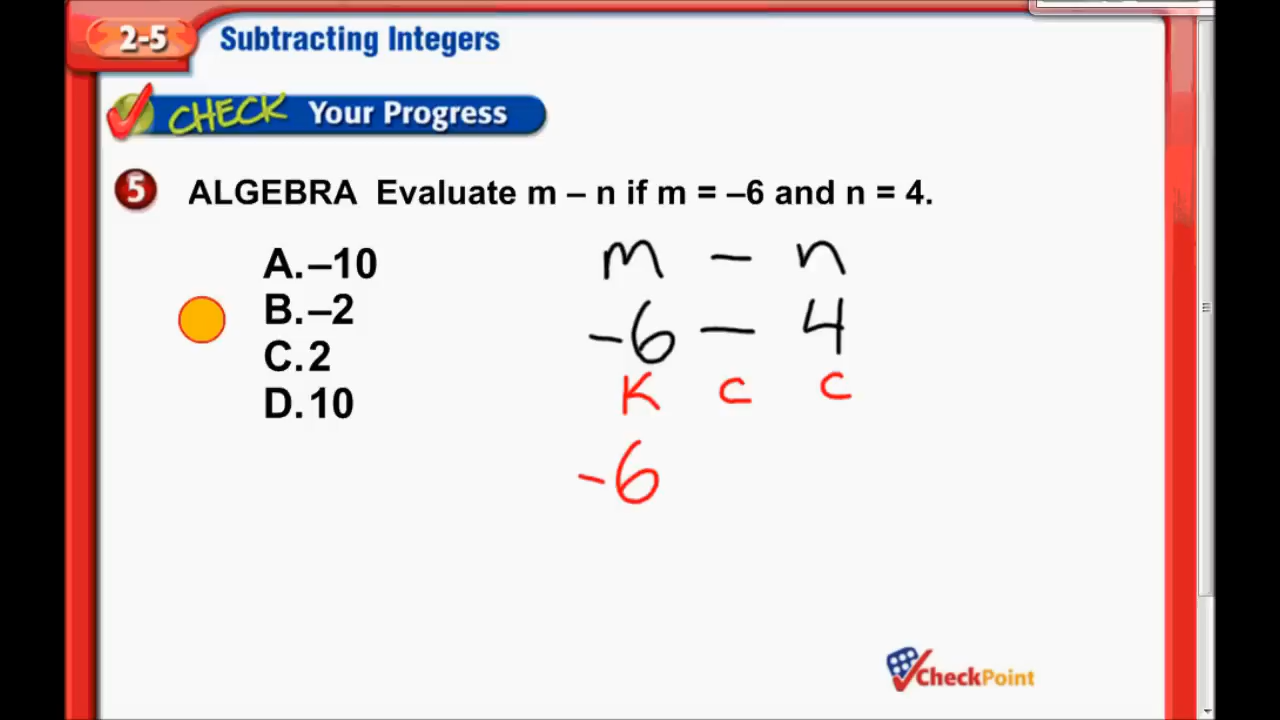 2-5 Subtracting Integers
CHECK Your Progress
5 ALGEBRA Evaluate m – n if m = –6 and n = 4.
A. –10
B. –2
C. 2
D. 10
m – n
-6 – 4
K C C
-6
CheckPoint